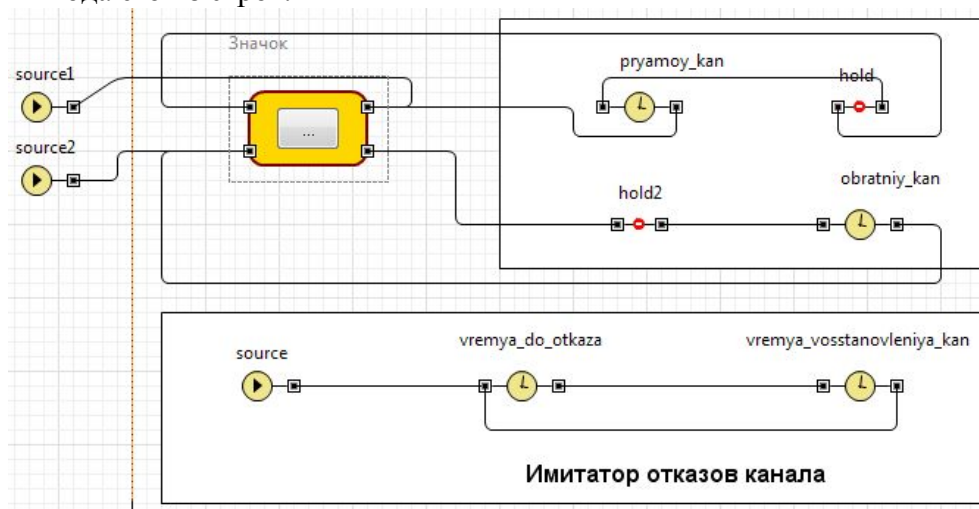 Значок
source1
pryamoy_kan
hold
...
source2
hold2
obratniy_kan
source
vremya_do_otkaza
vremya_vosstanovleniya_kan
Имитатор отказов канала